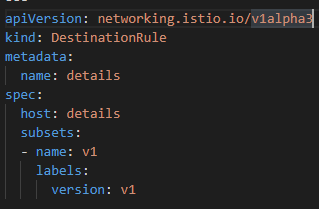 ---
apiVersion: networking.istio.io/v1alpha3
kind: DestinationRule
metadata:
  name: details
spec:
  host: details
  subsets:
  - name: v1
    labels:
      version: v1